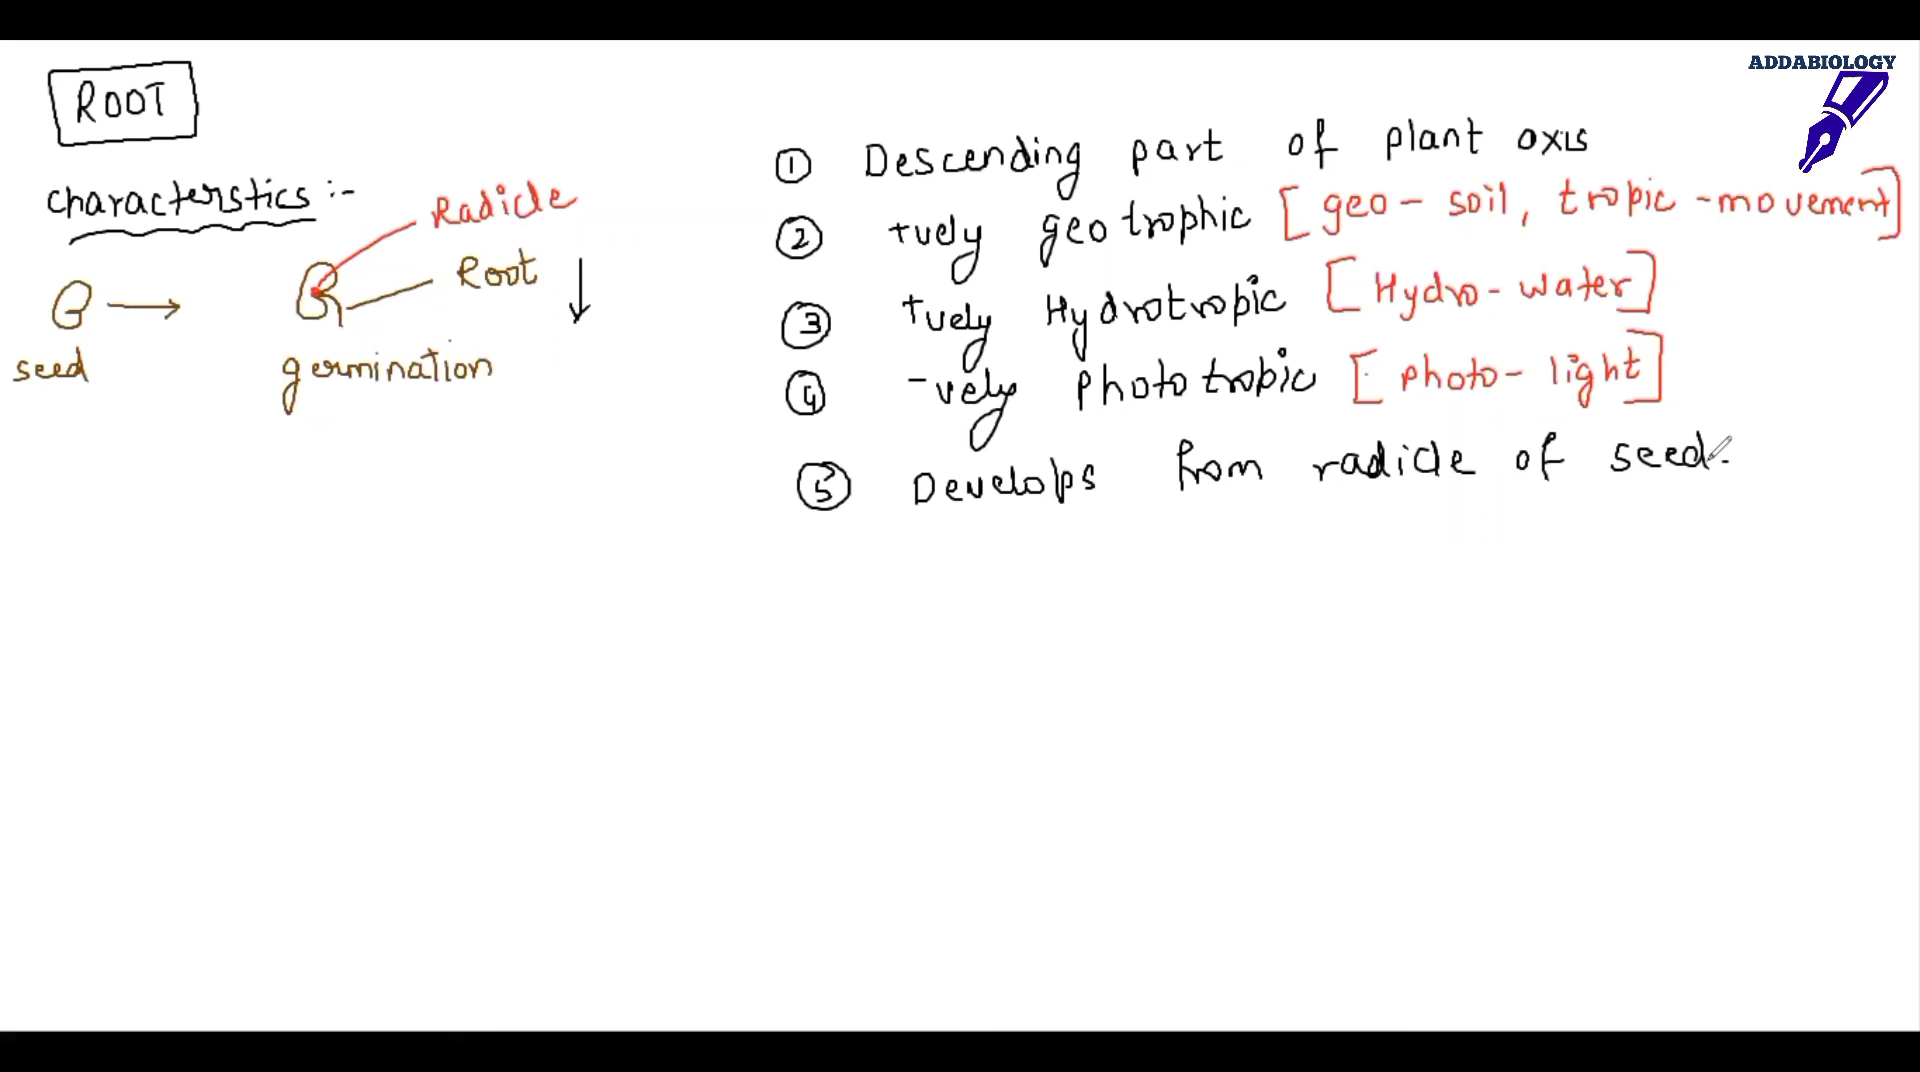 ADDABIOLOGY
ROOT
characterstics :-
Radicle
Root
seed
germination
① Descending part of plant axis
② +vely geotrophic [geo - soil, tropic - movement]
③ +vely Hydrotropic [Hydro - water]
④ -vely phototropic [photo - light]
⑤ Develops from radicle of seed.